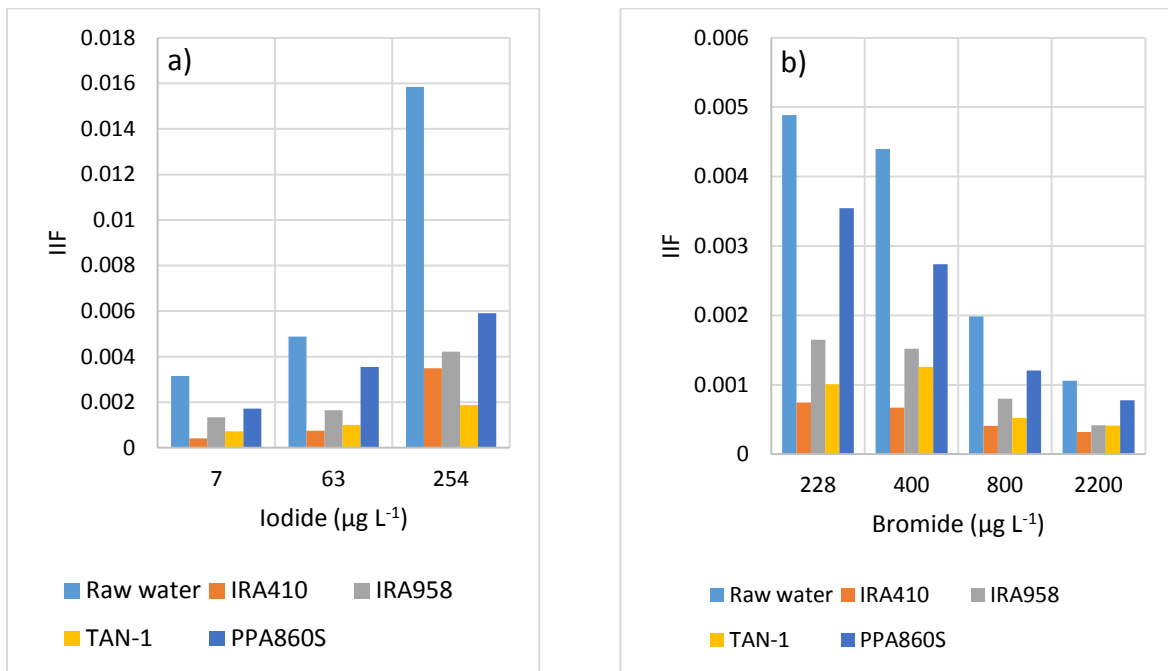 a)
0.018
0.016
0.014
0.012
0.01
0.008
0.006
0.004
0.002
0
IIF
7 63 254
Iodide (µg L-1)
Raw water IRA410 IRA958
TAN-1 PPA860S
b)
0.006
0.005
0.004
0.003
0.002
0.001
0
IIF
228 400 800 2200
Bromide (µg L-1)
Raw water IRA410 IRA958
TAN-1 PPA860S